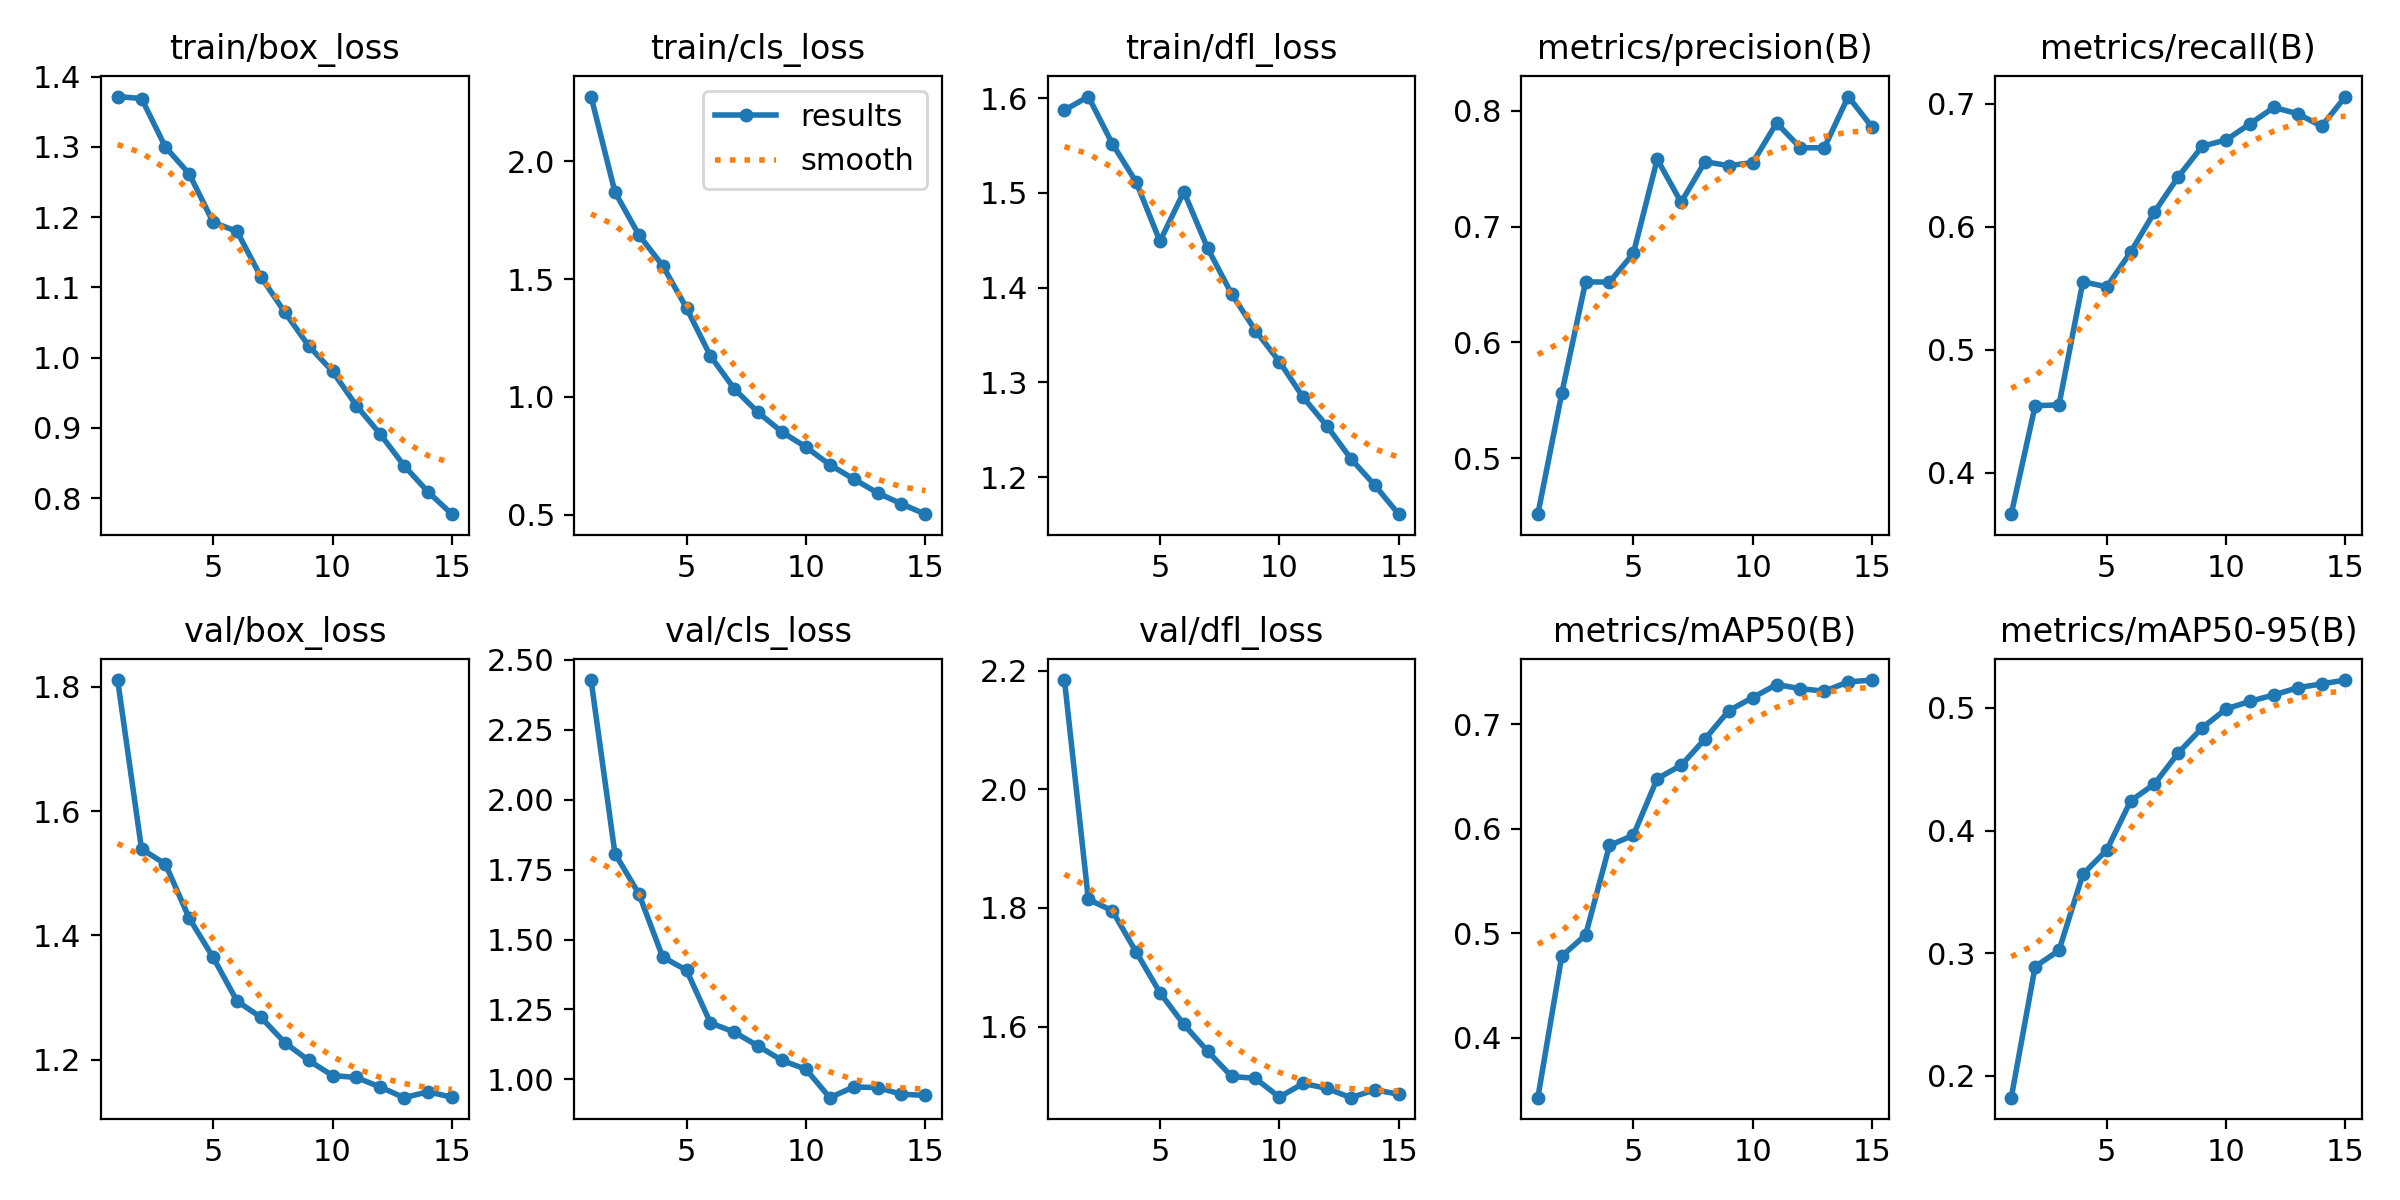 train/box_loss
train/cls_loss
train/dfl_loss
metrics/precision(B)
metrics/recall(B)
1.4
1.3
1.2
1.1
1.0
0.9
0.8
5 10 15
results
smooth
2.0
1.5
1.0
0.5
5 10 15
1.6
1.5
1.4
1.3
1.2
5 10 15
0.8
0.7
0.6
0.5
5 10 15
0.7
0.6
0.5
0.4
5 10 15
val/box_loss
val/cls_loss
val/dfl_loss
metrics/mAP50(B)
metrics/mAP50-95(B)
1.8
1.6
1.4
1.2
5 10 15
2.50
2.25
2.00
1.75
1.50
1.25
1.00
5 10 15
2.2
2.0
1.8
1.6
5 10 15
0.7
0.6
0.5
0.4
5 10 15
0.5
0.4
0.3
0.2
5 10 15